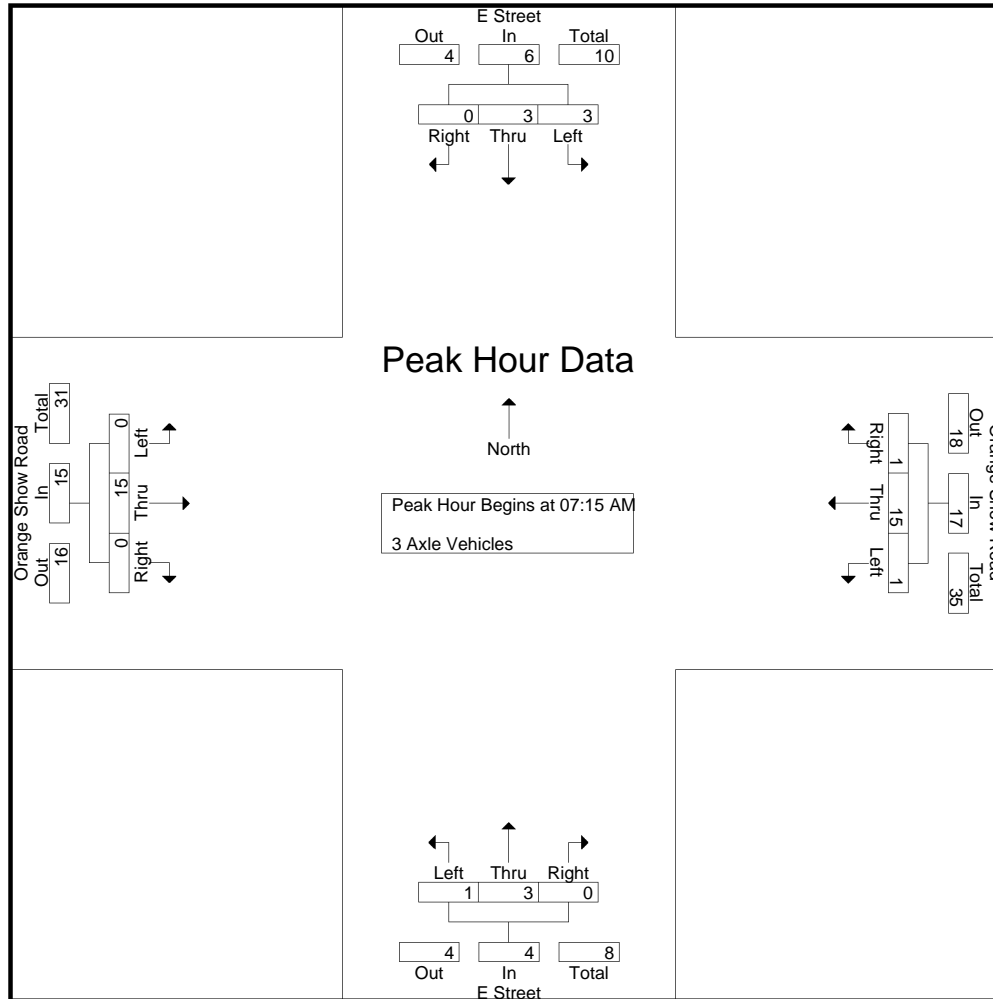 E Street
Out In Total
4 6 10
0 3 3
Right Thru Left
Peak Hour Data
North
Peak Hour Begins at 07:15 AM
3 Axle Vehicles
Orange Show Road
Total In Out
31 15 16
0 15 0
Left Thru Right
Right Thru Left
1 15 1
18 17 35
Out In Total
Left Thru Right
1 3 0
4 4 8
Out In Total
E Street